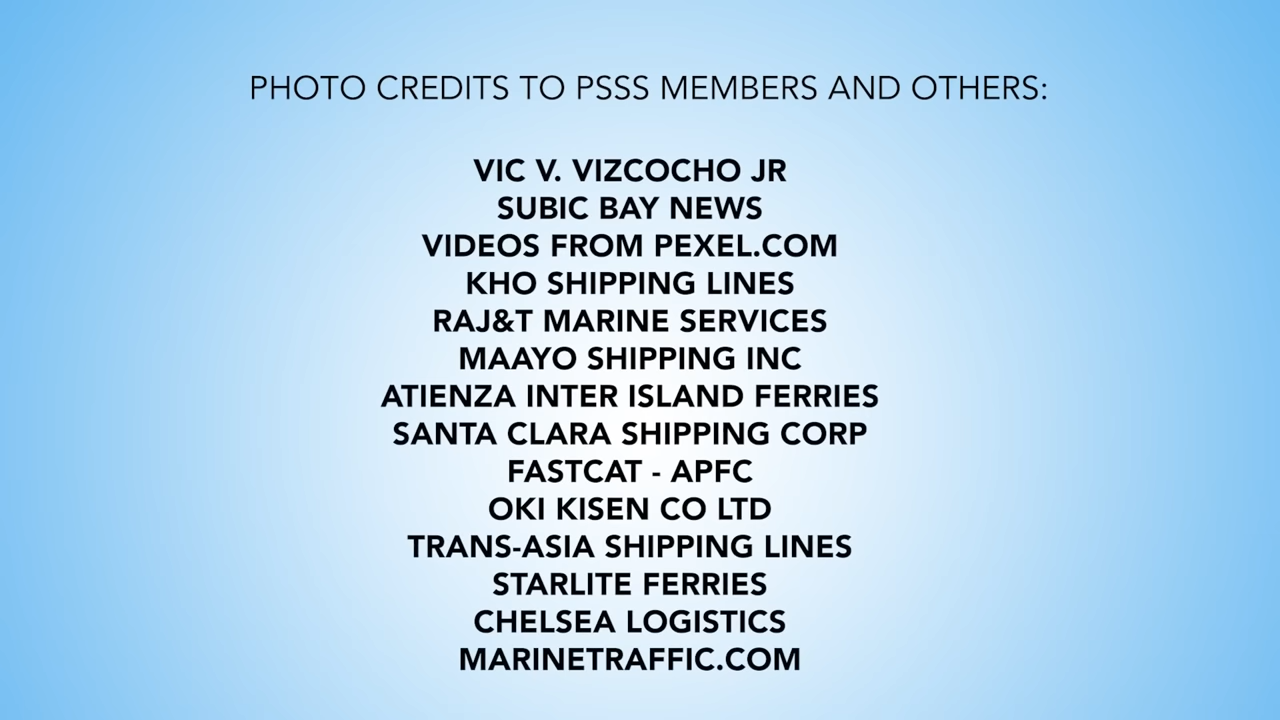 PHOTO CREDITS TO PSSS MEMBERS AND OTHERS:
VIC V. VIZCOCHO JR
SUBIC BAY NEWS
VIDEOS FROM PEXEL.COM
KHO SHIPPING LINES
RAJ&T MARINE SERVICES
MAAYO SHIPPING INC
ATIENZA INTER ISLAND FERRIES
SANTA CLARA SHIPPING CORP
FASTCAT - APFC
OKI KISEN CO LTD
TRANS-ASIA SHIPPING LINES
STARLITE FERRIES
CHELSEA LOGISTICS
MARINETRAFFIC.COM